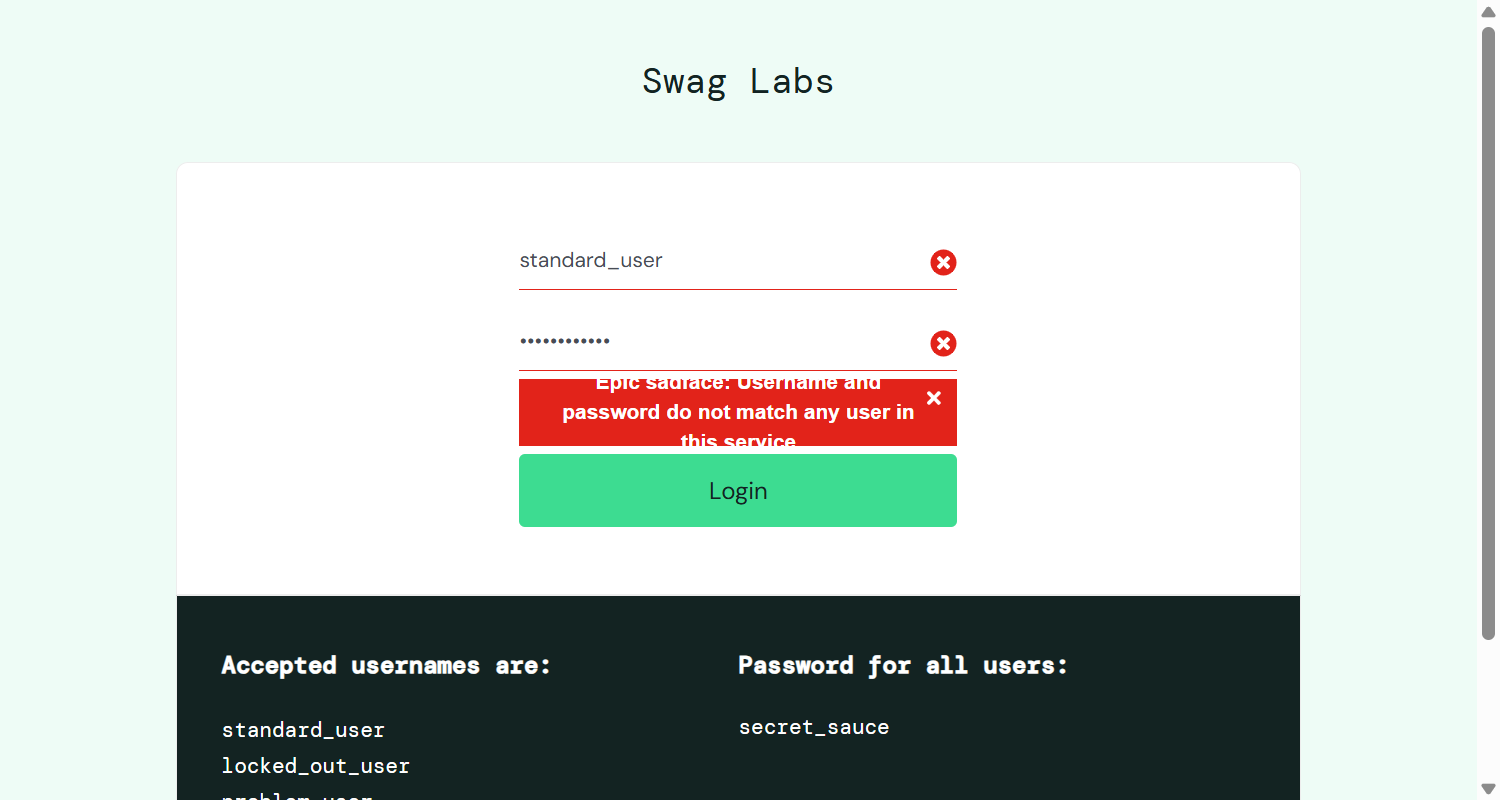 Swag Labs
standard_user
••••••••••••
Epic sadface: Username and
password do not match any user in
this service
Login
Accepted usernames are:
standard_user
locked_out_user
problem_user
Password for all users:
secret_sauce